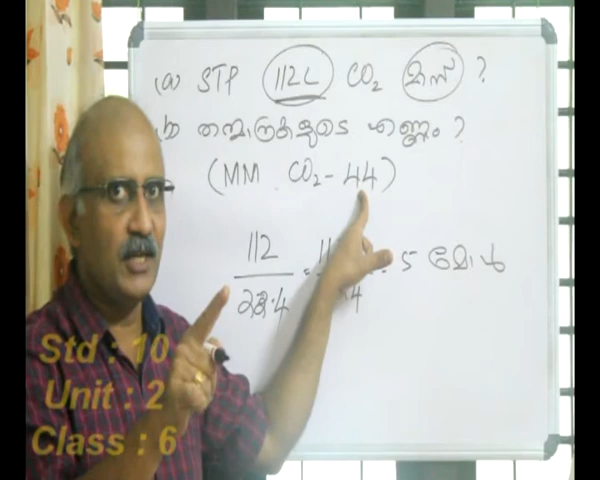 (a) STP 112L CO₂ മാസ് ?
(b) തന്മാത്രകളുടെ എണ്ണം ?
(MM CO₂ - 44)
112
22.4
= 5 മോൾ
Std : 10
Unit : 2
Class : 6